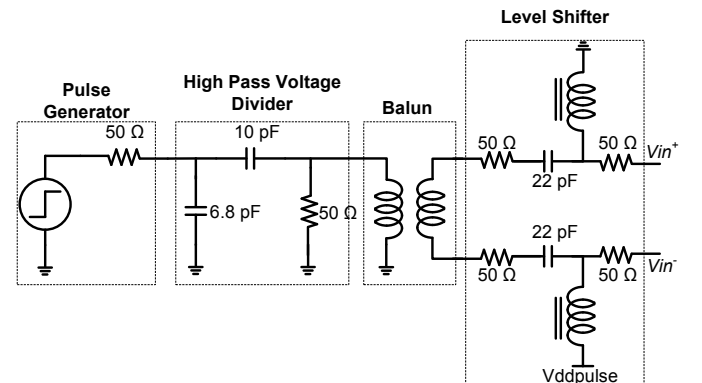 Level Shifter
Pulse
Generator
High Pass Voltage
Divider
Balun
50 Ω
10 pF
6.8 pF
50 Ω
50 Ω
22 pF
50 Ω
Vin+
22 pF
50 Ω
50 Ω
Vin-
Vddpulse